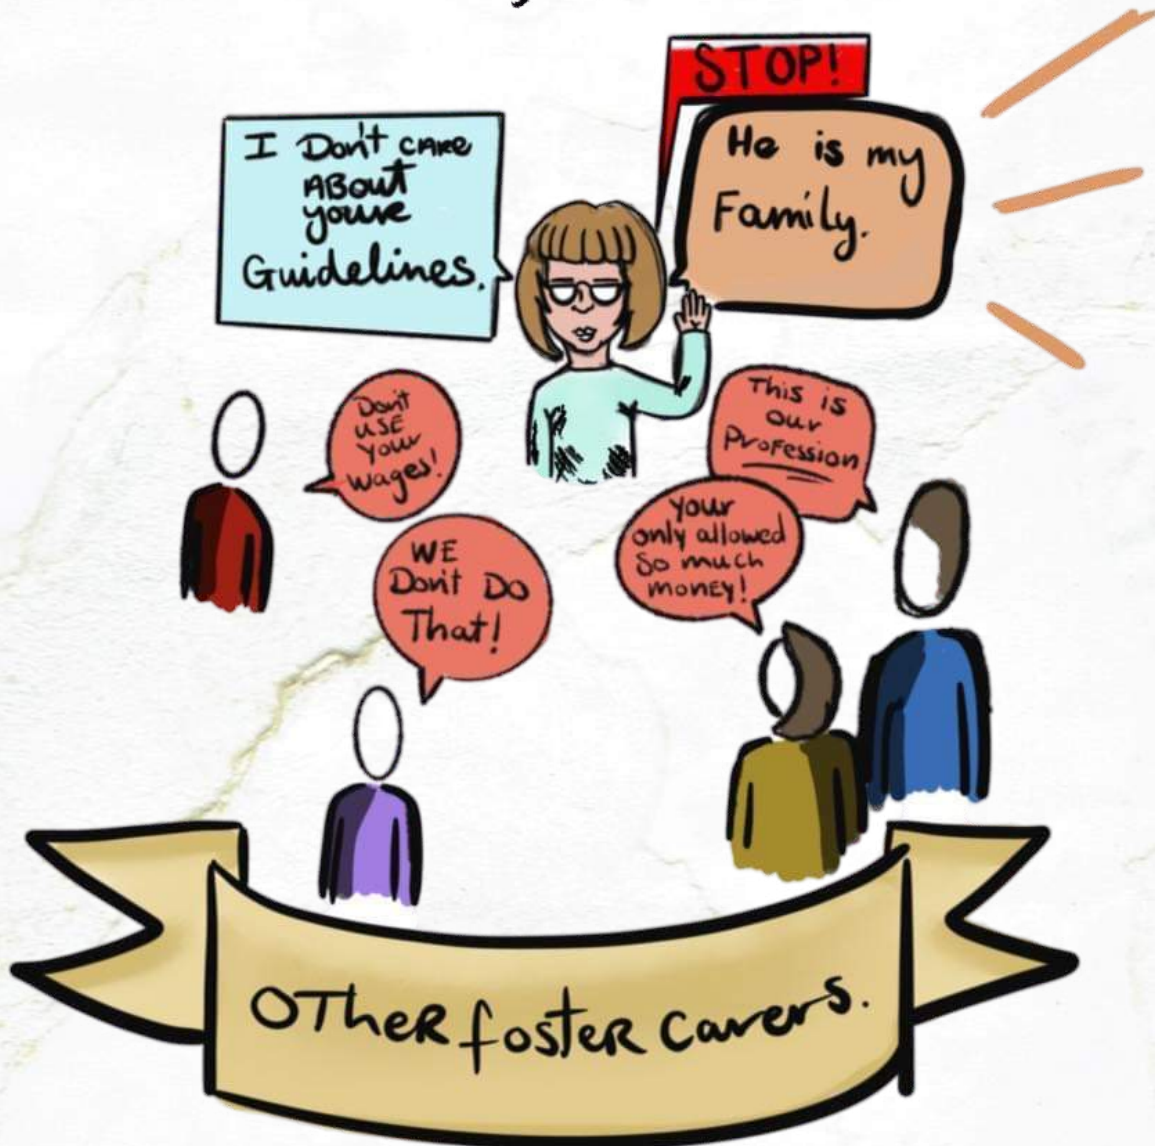 STOP!
I Don't care
About
youre
Guidelines.
He is my
Family.
Don't
use
your
wages!
This is
our
Profession
WE
Don't Do
That!
your
only allowed
So much
money!
OTheR fosteR carers.